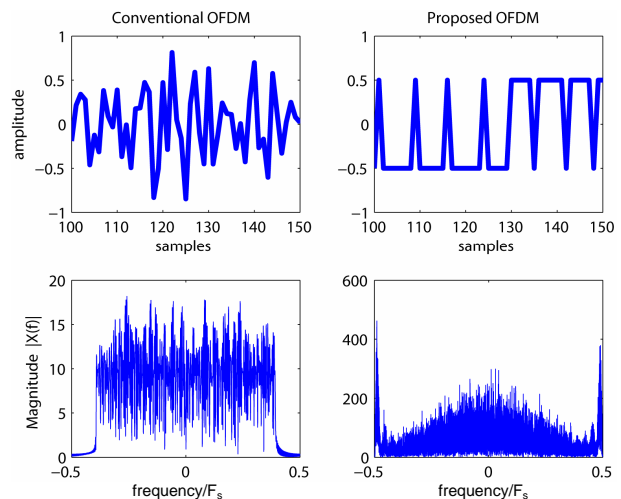 Conventional OFDM
Proposed OFDM
amplitude
1
0.5
0
−0.5
−1
100 110 120 130 140 150
samples
1
0.5
0
−0.5
−1
100 110 120 130 140 150
samples
Magnitude |X(f)|
20
15
10
5
0
−0.5 0 0.5
frequency/Fs
600
400
200
0
−0.5 0 0.5
frequency/Fs